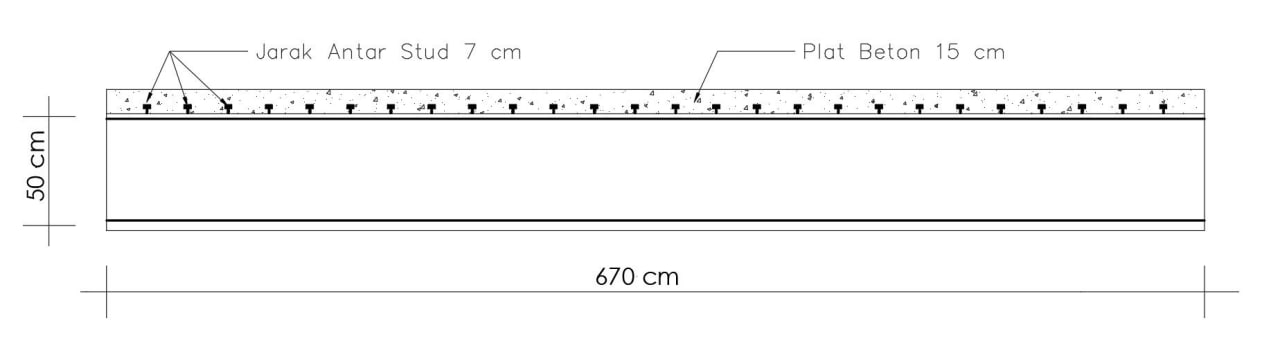 Jarak Antar Stud 7 cm
Plat Beton 15 cm
50 cm
670 cm